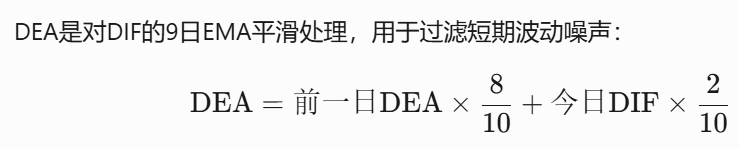 DEA是对DIF的9日EMA平滑处理，用于过滤短期波动噪声：
DEA = 前一日DEA × 8/10 + 今日DIF × 2/10